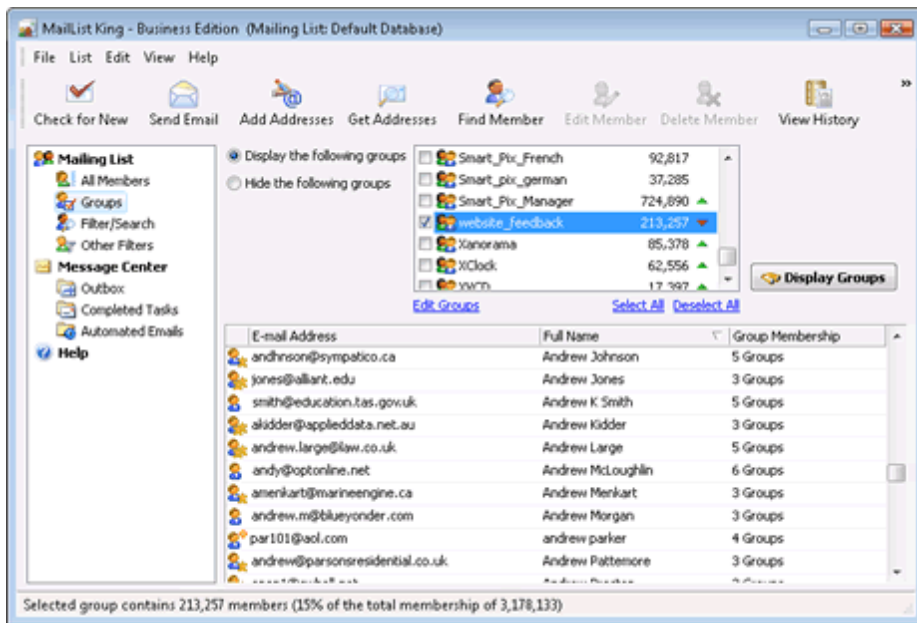 MailList King - Business Edition (Mailing List: Default Database)
File List Edit View Help
Check for New Send Email Add Addresses Get Addresses Find Member Edit Member Delete Member View History
Mailing List
All Members
Groups
Filter/Search
Other Filters
Message Center
Outbox
Completed Tasks
Automated Emails
Help
Display the following groups
Hide the following groups
Smart_Pix_French 92,817
Smart_pix_german 37,285
Smart_Pix_Manager 724,890
website_feedback 213,257
Xanorama 85,378
XClock 62,556
17,397
Display Groups
Edit Groups Select All Deselect All
E-mail Address Full Name Group Membership
andhnson@sympatico.ca Andrew Johnson 5 Groups
jones@alliant.edu Andrew Jones 3 Groups
smith@education.tas.gov.uk Andrew K Smith 5 Groups
akidder@applieddata.net.au Andrew Kidder 3 Groups
andrew.large@law.co.uk Andrew Large 5 Groups
andy@optonline.net Andrew McLoughlin 6 Groups
amenkart@marineengine.ca Andrew Menkart 3 Groups
andrew.m@blueyonder.com Andrew Morgan 3 Groups
par101@aol.com andrew parker 4 Groups
andrew@parsonsresidential.co.uk Andrew Pattemore 3 Groups
Selected group contains 213,257 members (15% of the total membership of 3,178,133)